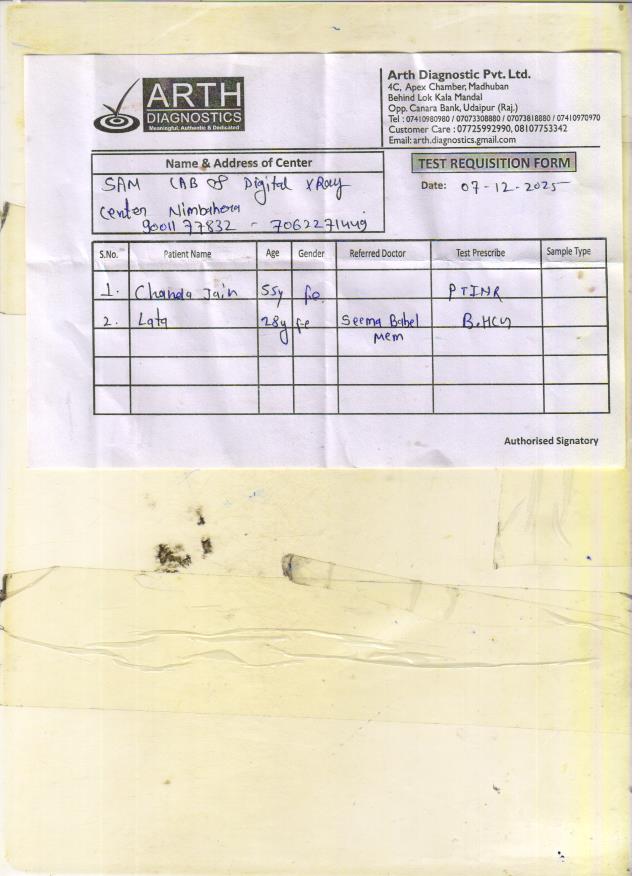 ARTH
DIAGNOSTICS
Meaningful, Authentic & Dedicated
Arth Diagnostic Pvt. Ltd.
4C, Apex Chamber, Madhuban
Behind Lok Kala Mandal
Opp. Canara Bank, Udaipur (Raj.)
Tel : 07410980980 / 07073308880 / 07073818880 / 07410970970
Customer Care : 07725992990, 08107753342
Email: arth.diagnostics.gmail.com
Name & Address of Center
SAM LAB & Digital X Ray
Center Nimbahera
9001177832 - 7062271449
TEST REQUISITION FORM
Date: 07-12-2025
S.No. Patient Name Age Gender Referred Doctor Test Prescribe Sample Type
1. Chanda Jain 55y fe PTINR
2. Lata 28y fe Seema Babel Mem B.HCG
Authorised Signatory